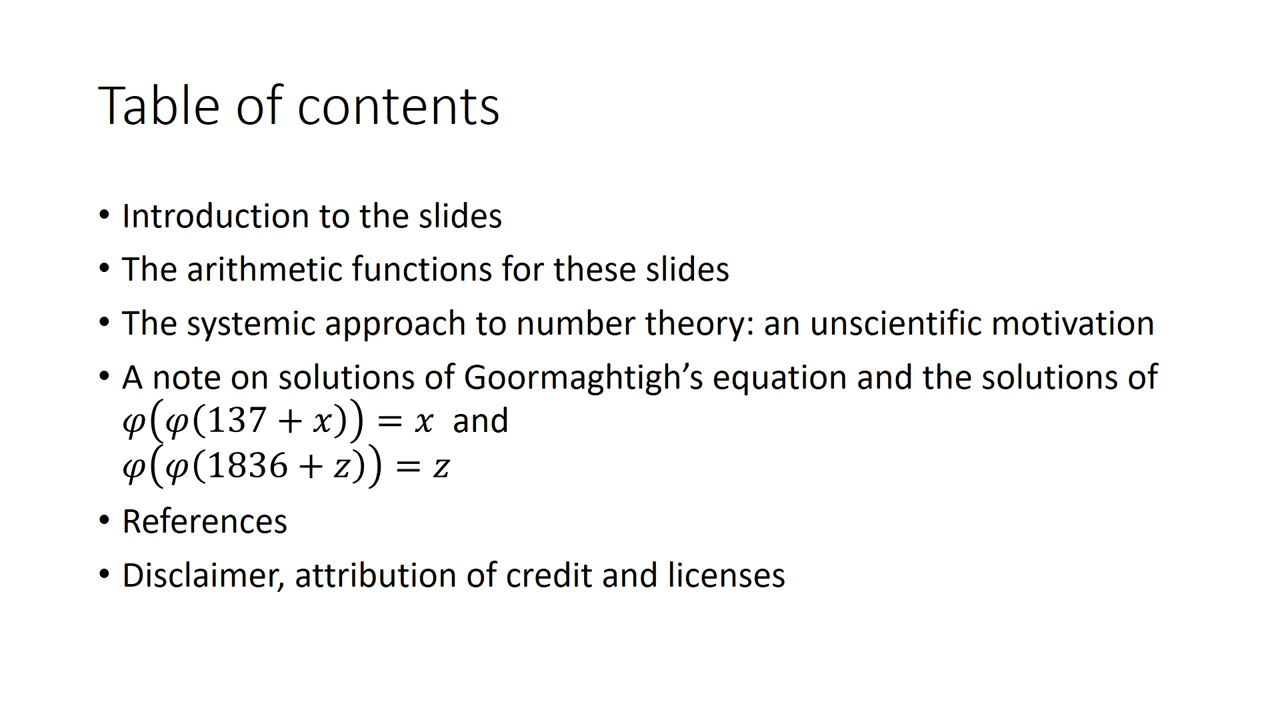 Table of contents
• Introduction to the slides
• The arithmetic functions for these slides
• The systemic approach to number theory: an unscientific motivation
• A note on solutions of Goormaghtigh’s equation and the solutions of
𝜑(𝜑(137 + 𝑥)) = 𝑥 and
𝜑(𝜑(1836 + 𝑧)) = 𝑧
• References
• Disclaimer, attribution of credit and licenses